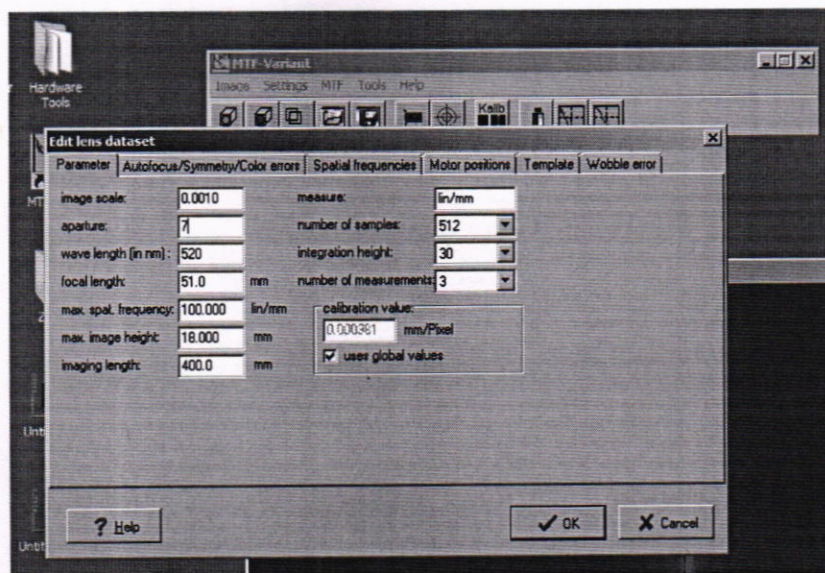 Hardware
Tools
MTF-Variant
Image Settings MTF Tools Help
Kalib
Edit lens dataset
Parameter Autofocus/Symmetry/Color errors Spatial frequencies Motor positions Template Wobble error
image scale: 0.0010 measure: lin/mm
aparture: 7 number of samples: 512
wave length (in nm) : 520 integration height: 30
focal length: 51.0 mm number of measurements: 3
max. spat. frequency: 100.000 lin/mm calibration value:
0.000381 mm/Pixel
max. image height: 18.000 mm uses global values
imaging length: 400.0 mm
? Help OK Cancel